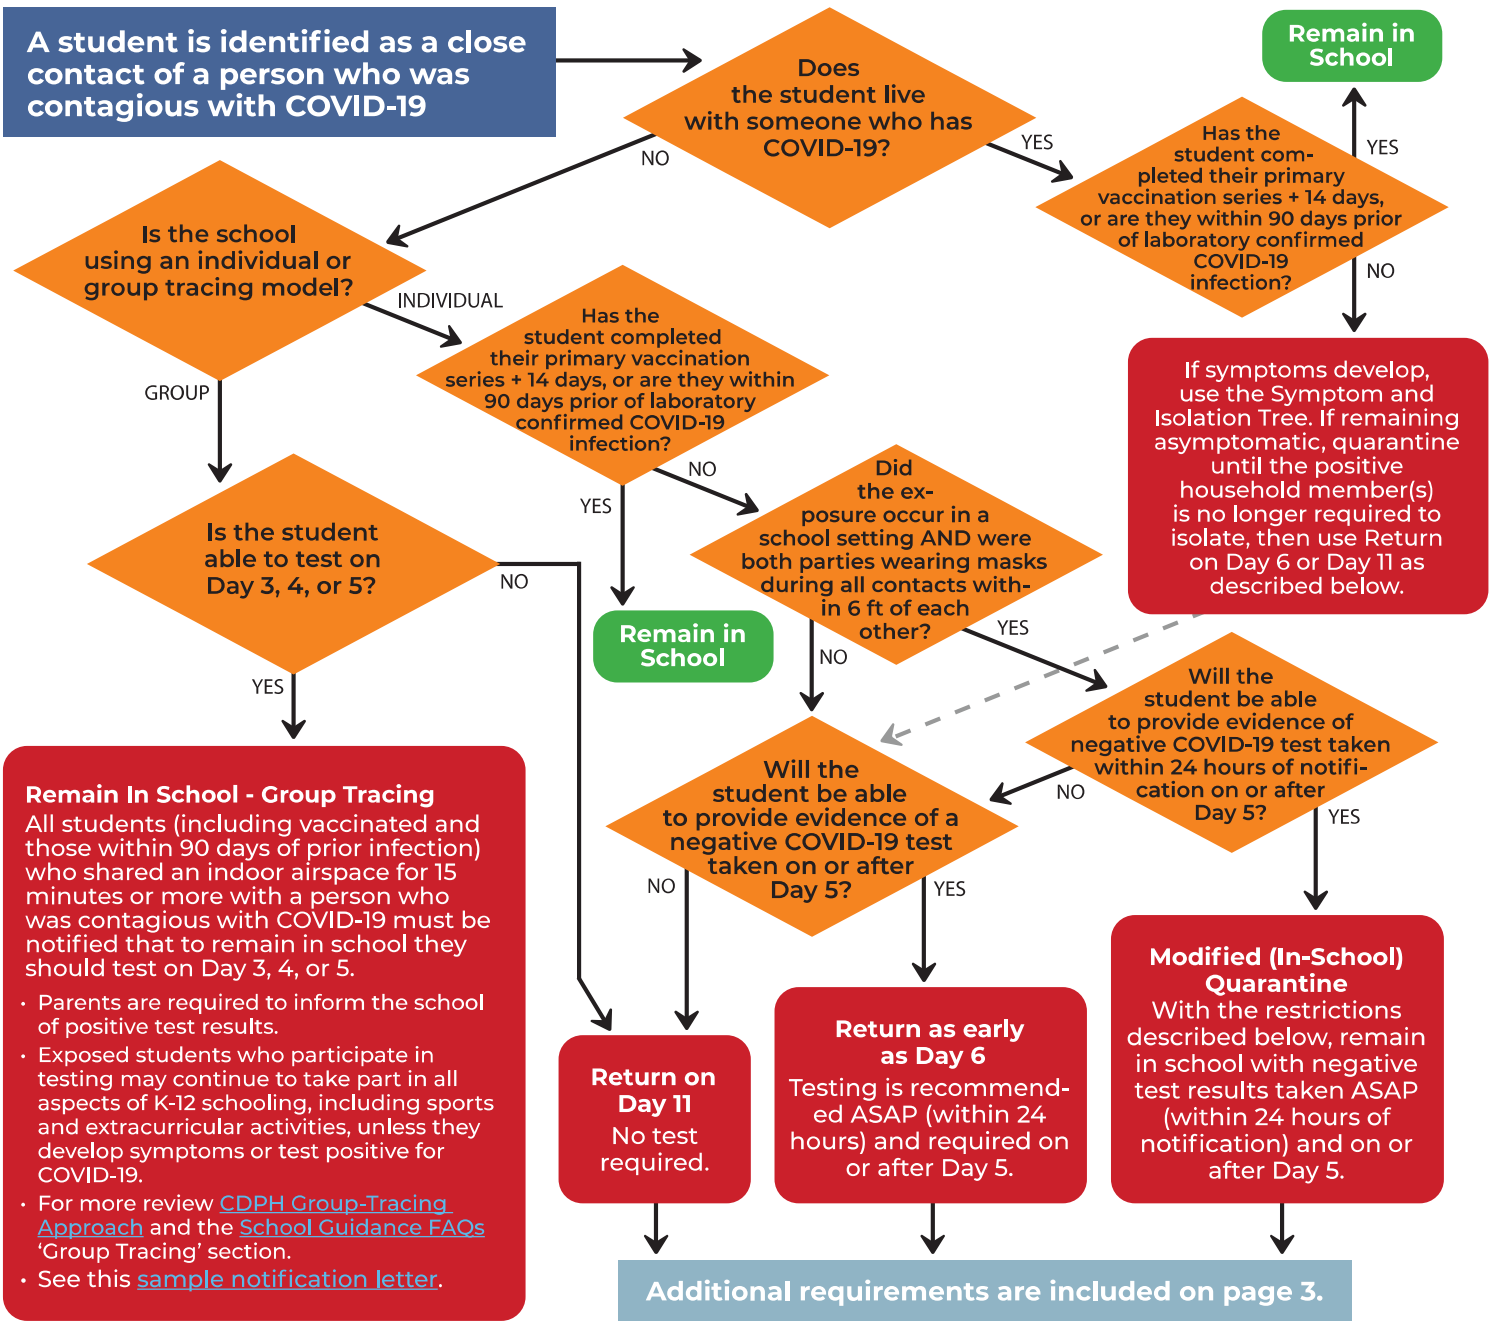 A student is identified as a close
contact of a person who was
contagious with COVID-19
Does
the student live
with someone who has
COVID-19?
NO
YES
Remain in
School
YES
Has the
student com-
pleted their primary
vaccination series + 14 days,
or are they within 90 days prior
of laboratory confirmed
COVID-19
infection?
NO
Is the school
using an individual or
group tracing model?
INDIVIDUAL
GROUP
Has the
student completed
their primary vaccination
series + 14 days, or are they within
90 days prior of laboratory
confirmed COVID-19
infection?
NO
YES
If symptoms develop,
use the Symptom and
Isolation Tree. If remaining
asymptomatic, quarantine
until the positive
household member(s)
is no longer required to
isolate, then use Return
on Day 6 or Day 11 as
described below.
Is the student
able to test on
Day 3, 4, or 5?
NO
YES
Remain in
School
Did
the ex-
posure occur in a
school setting AND were
both parties wearing masks
during all contacts with-
in 6 ft of each
other?
NO
YES
Will the
student be able
to provide evidence of
negative COVID-19 test taken
within 24 hours of notifi-
cation on or after
Day 5?
NO
YES
Will the
student be able
to provide evidence of a
negative COVID-19 test
taken on or after
Day 5?
NO
YES
Remain In School - Group Tracing
All students (including vaccinated and
those within 90 days of prior infection)
who shared an indoor airspace for 15
minutes or more with a person who
was contagious with COVID-19 must be
notified that to remain in school they
should test on Day 3, 4, or 5.
• Parents are required to inform the school
of positive test results.
• Exposed students who participate in
testing may continue to take part in all
aspects of K-12 schooling, including sports
and extracurricular activities, unless they
develop symptoms or test positive for
COVID-19.
• For more review CDPH Group-Tracing
Approach and the School Guidance FAQs
‘Group Tracing’ section.
• See this sample notification letter.
Return on
Day 11
No test
required.
Return as early
as Day 6
Testing is recommend-
ed ASAP (within 24
hours) and required on
or after Day 5.
Modified (In-School)
Quarantine
With the restrictions
described below, remain
in school with negative
test results taken ASAP
(within 24 hours of
notification) and on or
after Day 5.
Additional requirements are included on page 3.